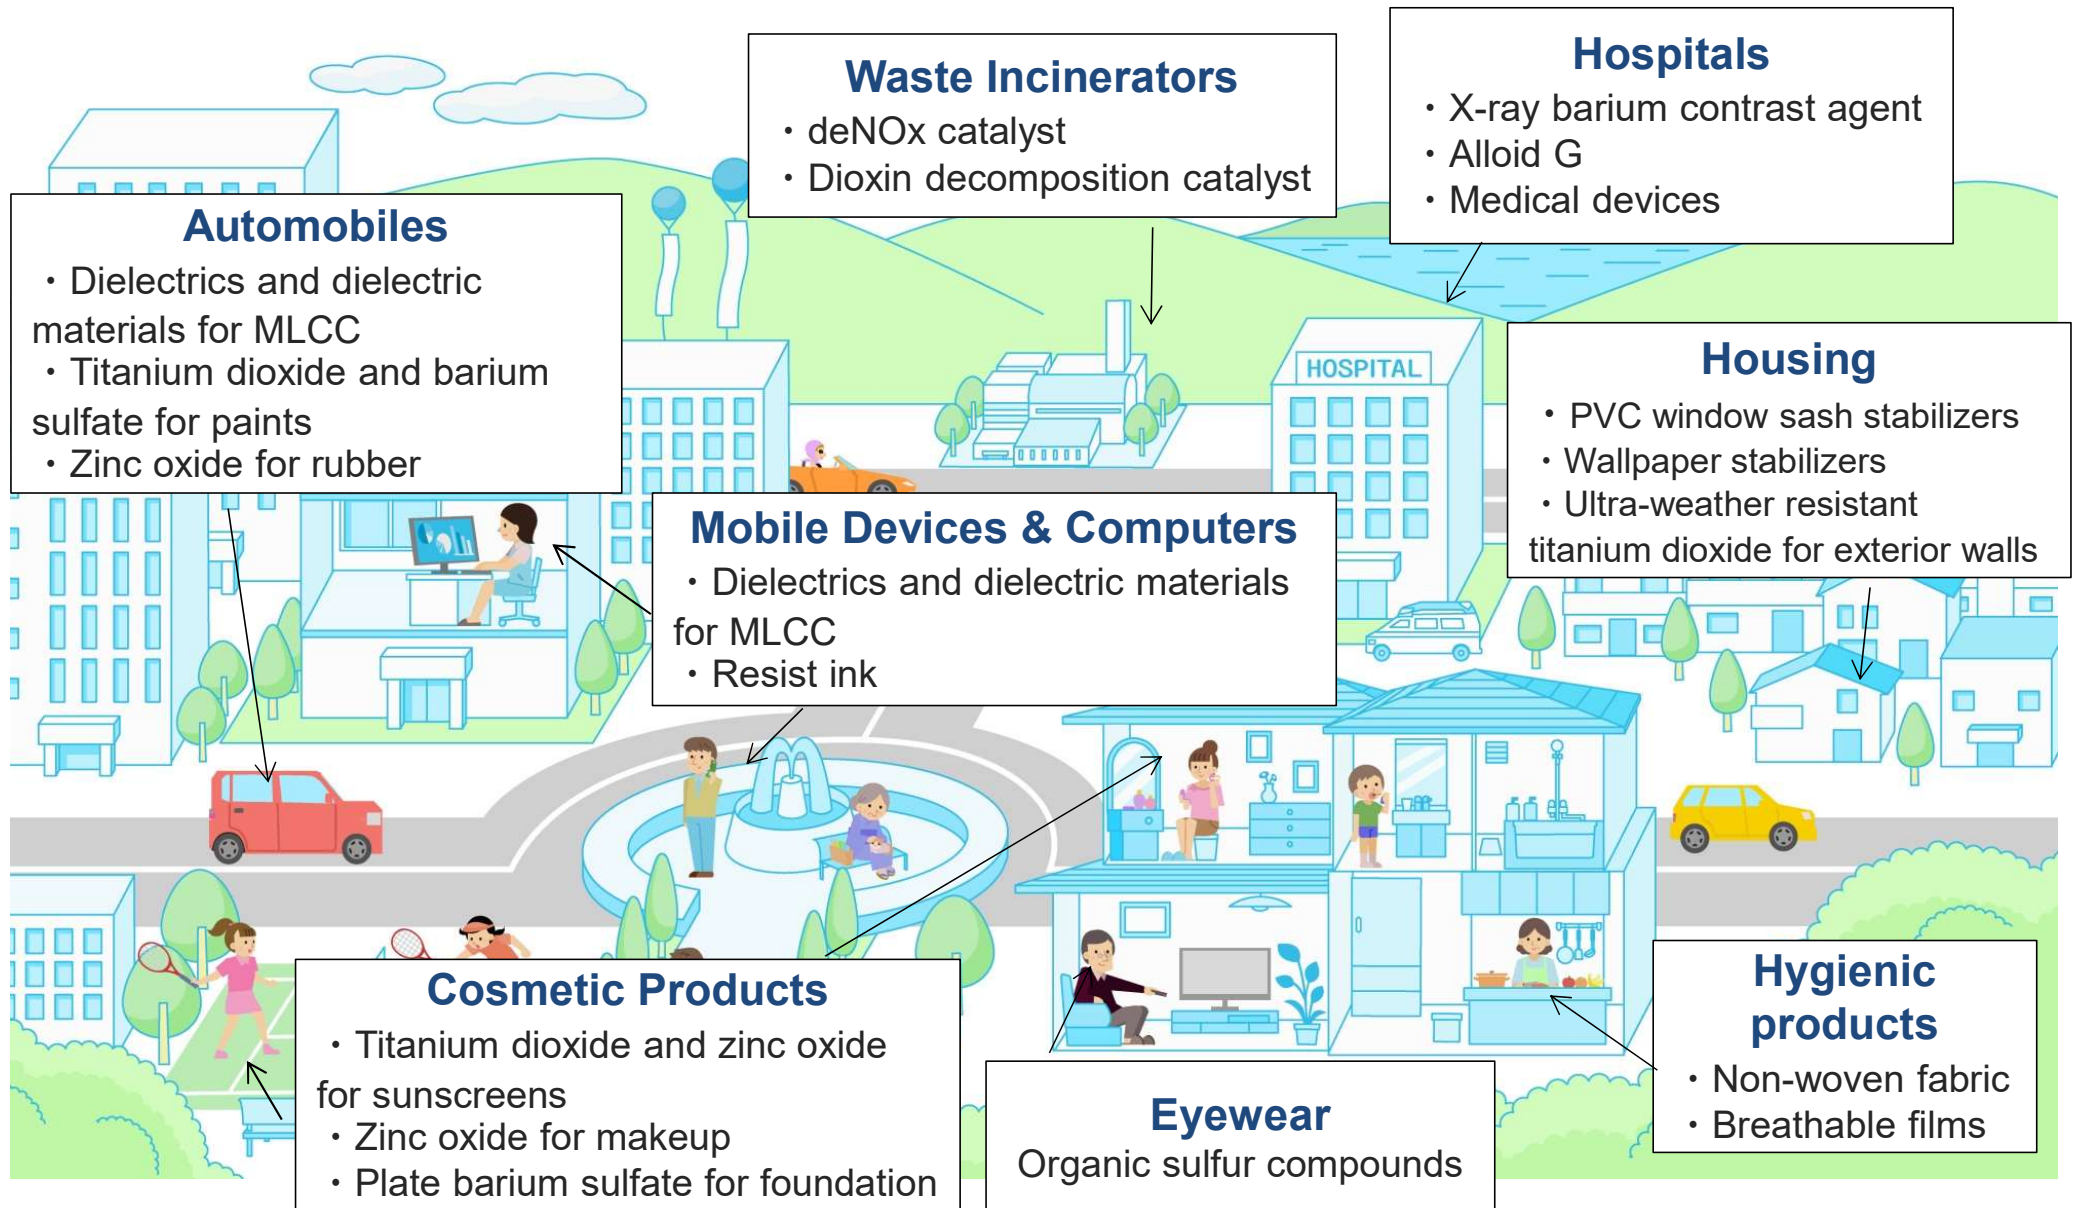 Waste Incinerators
・deNOx catalyst
・Dioxin decomposition catalyst
Hospitals
・X-ray barium contrast agent
・Alloid G
・Medical devices
Automobiles
・Dielectrics and dielectric
materials for MLCC
・Titanium dioxide and barium
sulfate for paints
・Zinc oxide for rubber
HOSPITAL
Housing
・PVC window sash stabilizers
・Wallpaper stabilizers
・Ultra-weather resistant
titanium dioxide for exterior walls
Mobile Devices & Computers
・Dielectrics and dielectric materials
for MLCC
・Resist ink
Cosmetic Products
・Titanium dioxide and zinc oxide
for sunscreens
・Zinc oxide for makeup
・Plate barium sulfate for foundation
Eyewear
Organic sulfur compounds
Hygienic
products
・Non-woven fabric
・Breathable films